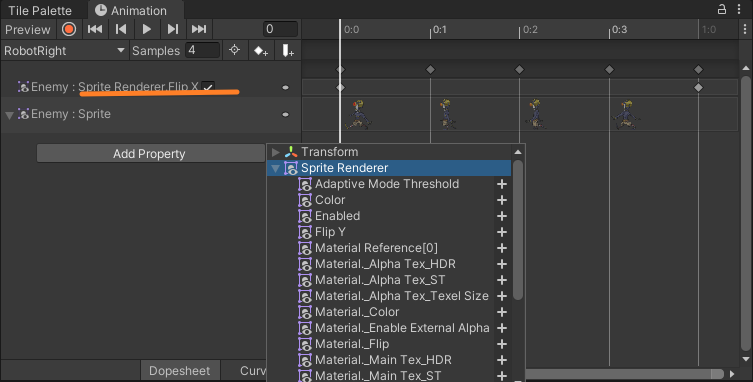 Tile Palette Animation
Preview 0 0:0 0:1 0:2 0:3 1:0
RobotRight Samples 4
Enemy : Sprite Renderer.Flip X
Enemy : Sprite
Add Property
Transform
Sprite Renderer
Adaptive Mode Threshold
Color
Enabled
Flip Y
Material Reference[0]
Material._Alpha Tex_HDR
Material._Alpha Tex_ST
Material._Alpha Tex_Texel Size
Material._Color
Material._Enable External Alpha
Material._Flip
Material._Main Tex_HDR
Material._Main Tex_ST
Dopesheet Curv